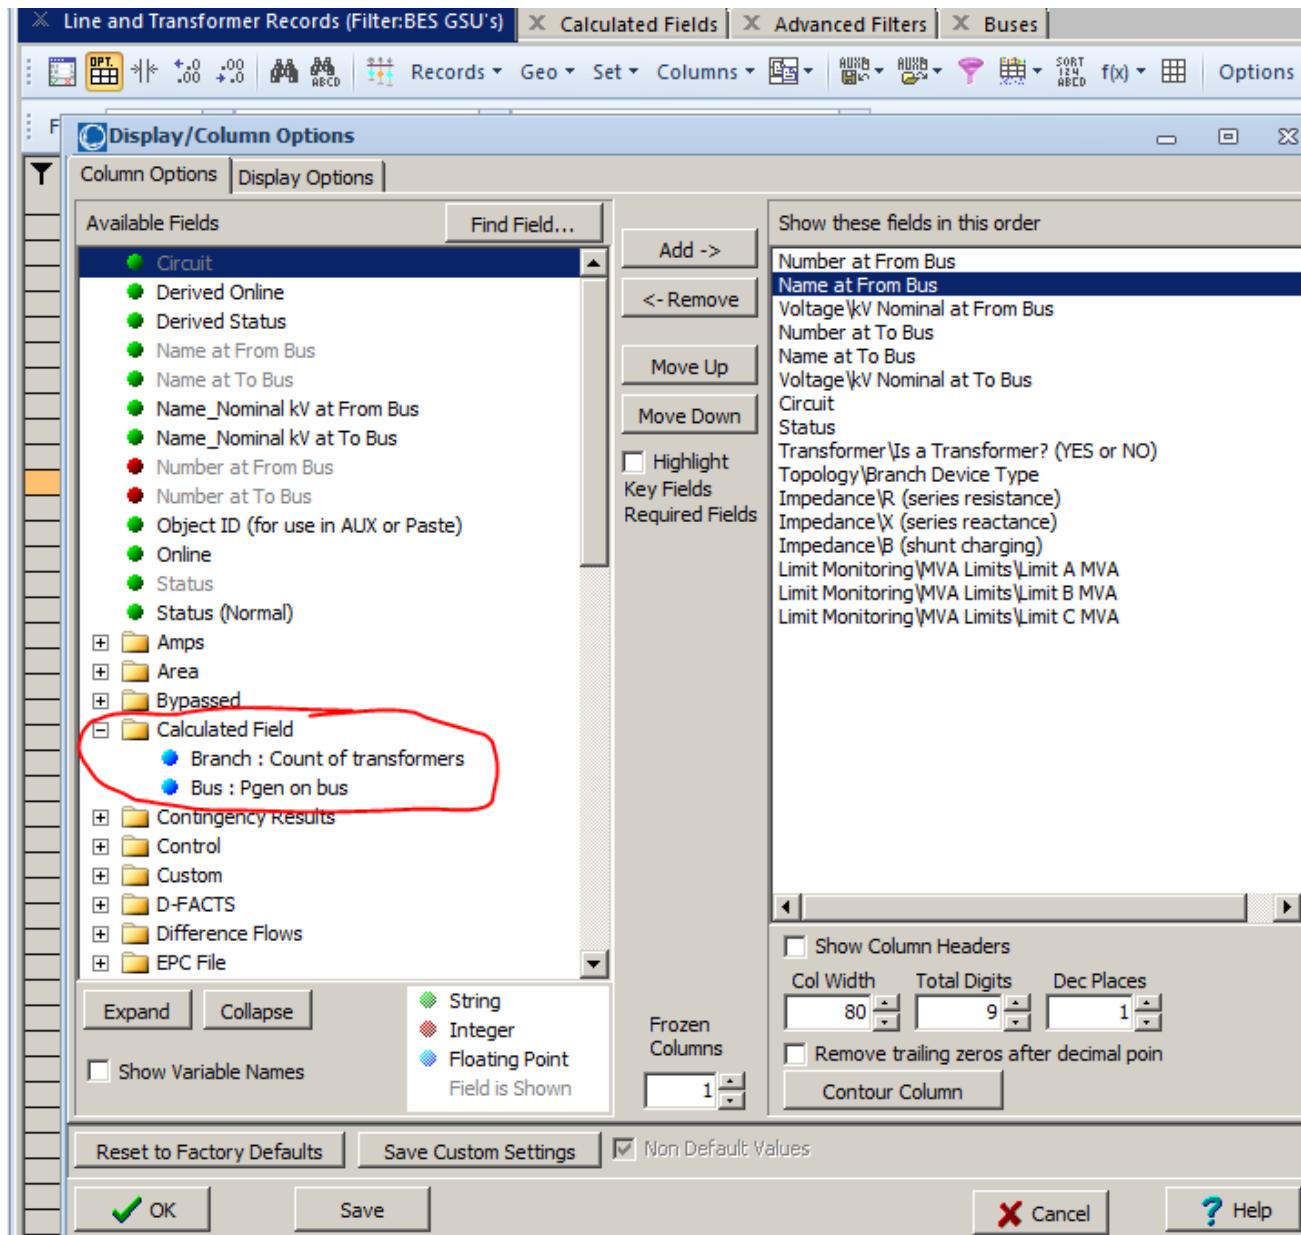 Line and Transformer Records (Filter:BES GSU's) Calculated Fields Advanced Filters Buses
OPT. .00 .00 ABCD Records Geo Set Columns AUXB AUXB SORT 124 ABED f(x) Options
F
Display/Column Options
Column Options Display Options
Available Fields Find Field...
Circuit
Derived Online
Derived Status
Name at From Bus
Name at To Bus
Name_Nominal kV at From Bus
Name_Nominal kV at To Bus
Number at From Bus
Number at To Bus
Object ID (for use in AUX or Paste)
Online
Status
Status (Normal)
Amps
Area
Bypassed
Calculated Field
Branch : Count of transformers
Bus : Pgen on bus
Contingency Results
Control
Custom
D-FACTS
Difference Flows
EPC File
Expand Collapse
Show Variable Names
String
Integer
Floating Point
Field is Shown
Add ->
<- Remove
Move Up
Move Down
Highlight
Key Fields
Required Fields
Frozen
Columns
1
Show these fields in this order
Number at From Bus
Name at From Bus
Voltage\kV Nominal at From Bus
Number at To Bus
Name at To Bus
Voltage\kV Nominal at To Bus
Circuit
Status
Transformer\Is a Transformer? (YES or NO)
Topology\Branch Device Type
Impedance\R (series resistance)
Impedance\X (series reactance)
Impedance\B (shunt charging)
Limit Monitoring\MVA Limits\Limit A MVA
Limit Monitoring\MVA Limits\Limit B MVA
Limit Monitoring\MVA Limits\Limit C MVA
Show Column Headers
Col Width Total Digits Dec Places
80 9 1
Remove trailing zeros after decimal poin
Contour Column
Reset to Factory Defaults Save Custom Settings Non Default Values
OK Save Cancel Help